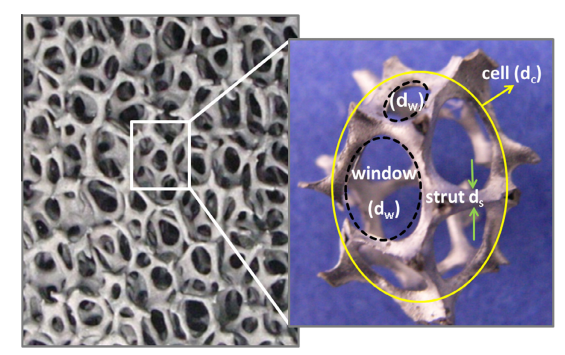 cell (dc)
(dw)
window
(dw)
strut ds